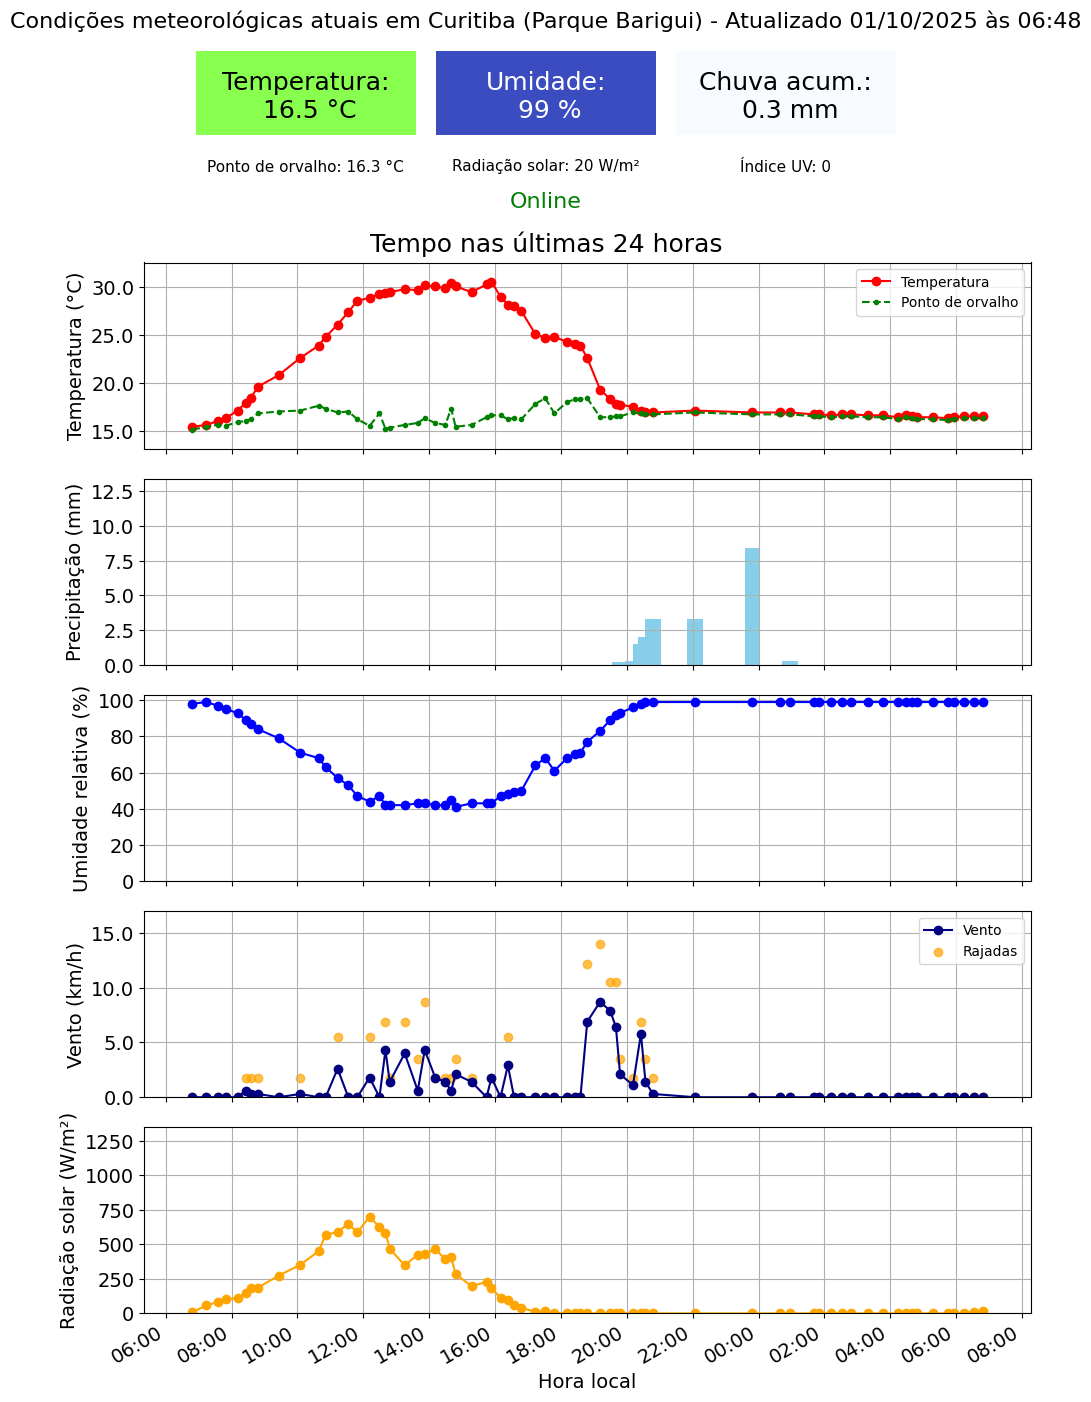 Condições meteorológicas atuais em Curitiba (Parque Barigui) - Atualizado 01/10/2025 às 06:48
Temperatura:
16.5 °C
Umidade:
99 %
Chuva acum.:
0.3 mm
Ponto de orvalho: 16.3 °C
Radiação solar: 20 W/m²
Índice UV: 0
Online
Tempo nas últimas 24 horas
Temperatura (°C)
30.0
25.0
20.0
15.0
Temperatura
Ponto de orvalho
Precipitação (mm)
12.5
10.0
7.5
5.0
2.5
0.0
Umidade relativa (%)
100
80
60
40
20
0
Vento (km/h)
15.0
10.0
5.0
0.0
Vento
Rajadas
Radiação solar (W/m²)
1250
1000
750
500
250
0
06:00
08:00
10:00
12:00
14:00
16:00
18:00
20:00
22:00
00:00
02:00
04:00
06:00
08:00
Hora local